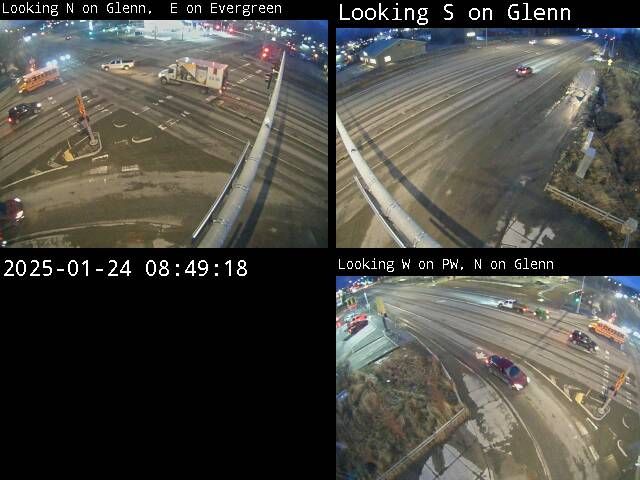 Looking N on Glenn,  E on Evergreen
Looking S on Glenn
2025-01-24 08:49:18
Looking W on PW, N on Glenn